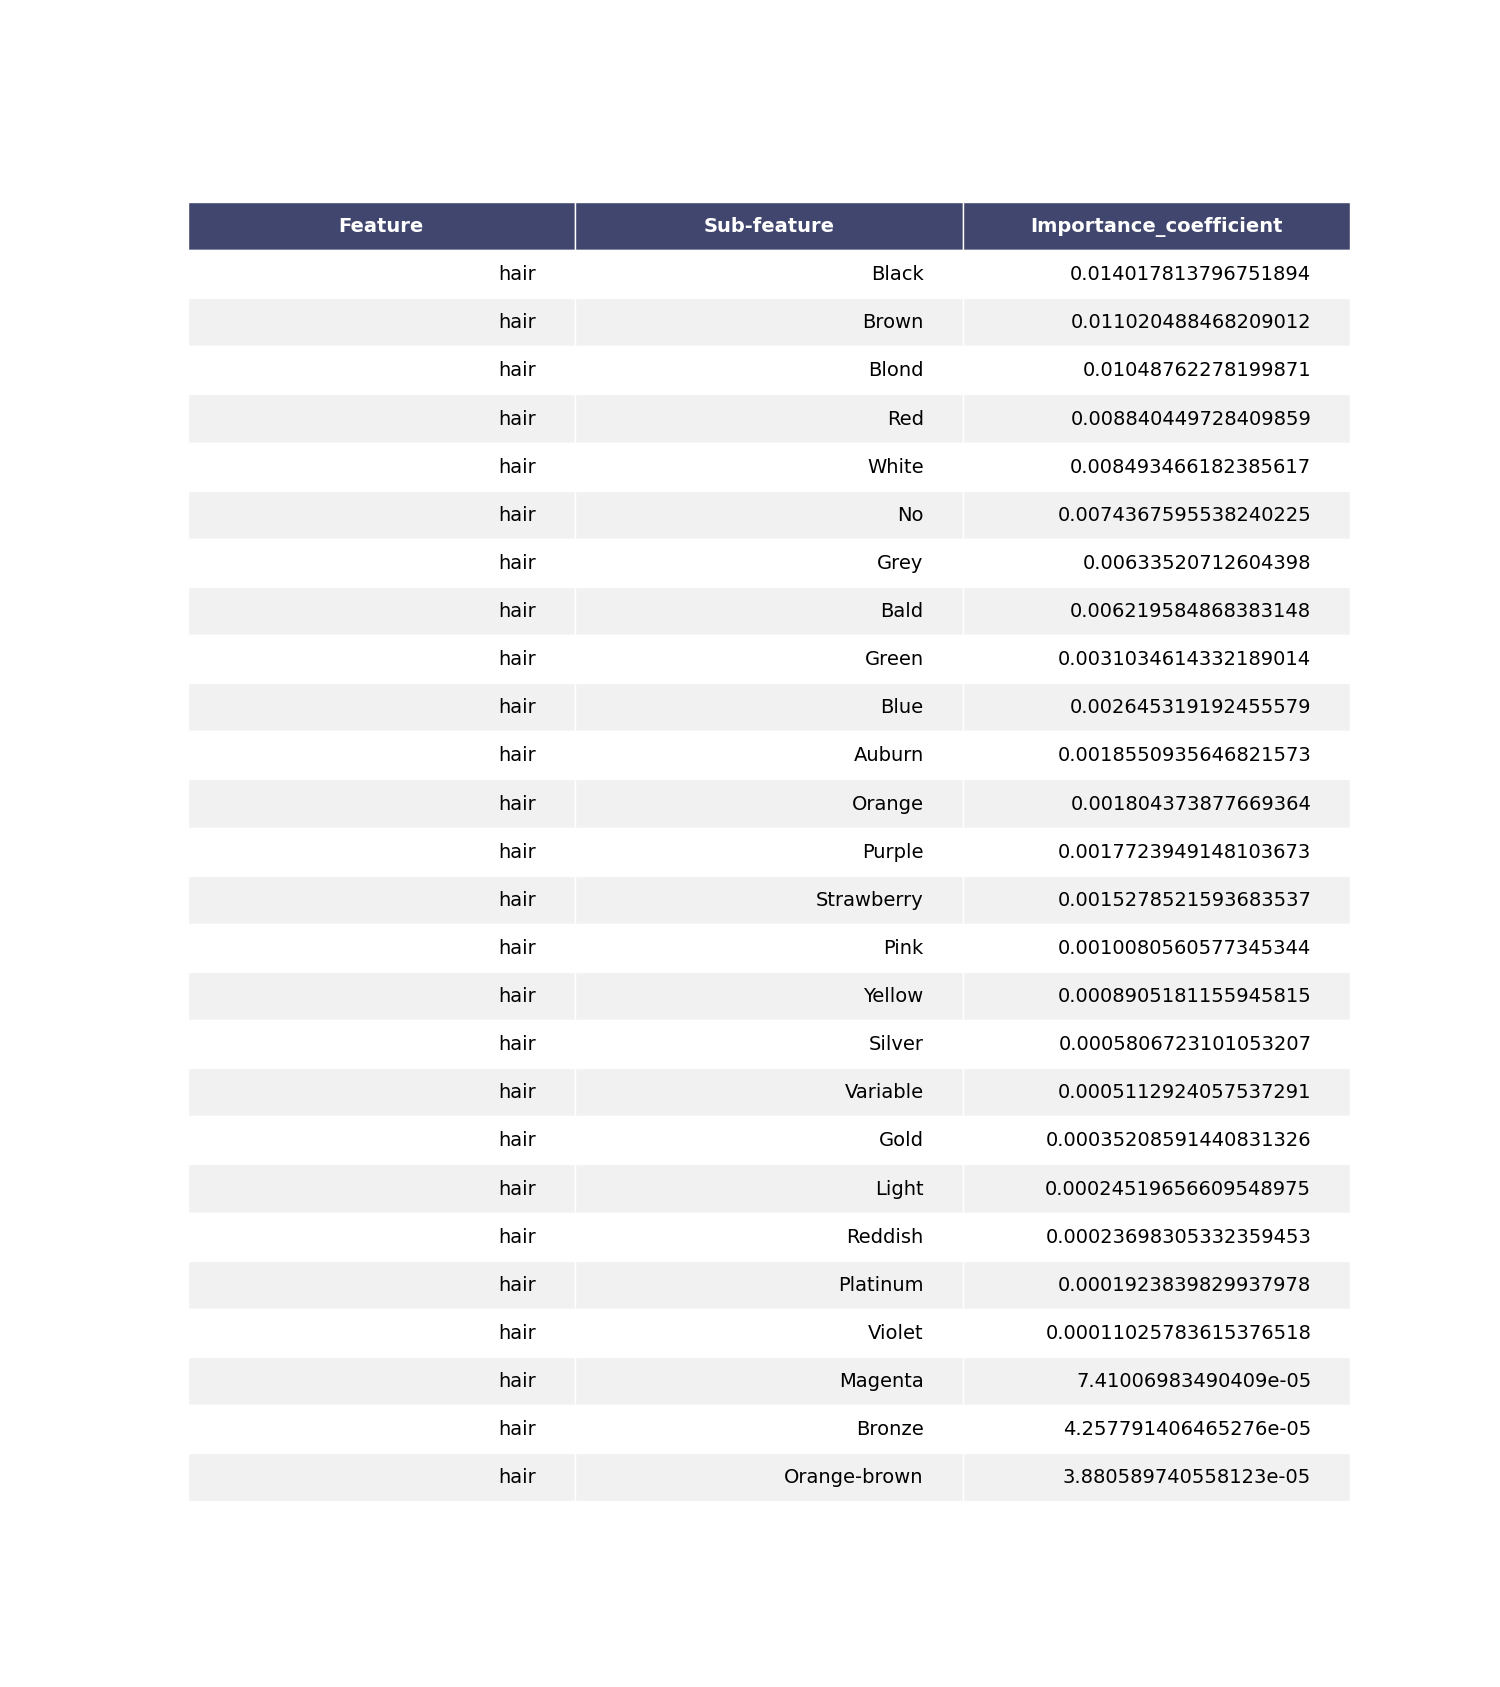 Feature Sub-feature Importance_coefficient
hair Black 0.014017813796751894
hair Brown 0.011020488468209012
hair Blond 0.01048762278199871
hair Red 0.008840449728409859
hair White 0.008493466182385617
hair No 0.0074367595538240225
hair Grey 0.00633520712604398
hair Bald 0.006219584868383148
hair Green 0.0031034614332189014
hair Blue 0.002645319192455579
hair Auburn 0.0018550935646821573
hair Orange 0.001804373877669364
hair Purple 0.0017723949148103673
hair Strawberry 0.0015278521593683537
hair Pink 0.0010080560577345344
hair Yellow 0.0008905181155945815
hair Silver 0.0005806723101053207
hair Variable 0.0005112924057537291
hair Gold 0.00035208591440831326
hair Light 0.00024519656609548975
hair Reddish 0.00023698305332359453
hair Platinum 0.0001923839829937978
hair Violet 0.00011025783615376518
hair Magenta 7.41006983490409e-05
hair Bronze 4.257791406465276e-05
hair Orange-brown 3.880589740558123e-05